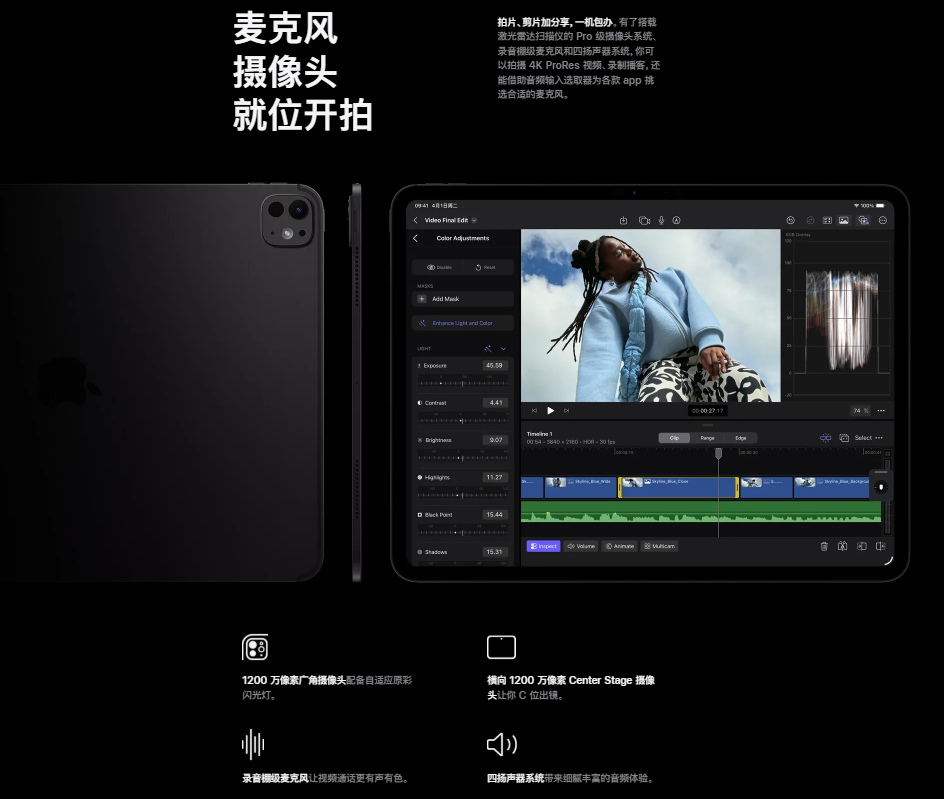 麦克风
摄像头
就位开拍
拍片、剪片加分享，一机包办。有了搭载
激光雷达扫描仪的 Pro 级摄像头系统、
录音棚级麦克风和四扬声器系统，你可
以拍摄 4K ProRes 视频、录制播客，还
能借助音频输入选取器为各款 app 挑
选合适的麦克风。
09:41 4月1日周二
100%
Video Final Edit
Color Adjustments
RGB Overlay
Disable
Reset
MASKS
Add Mask
Enhance Light and Color
LIGHT
Exposure 45.59
Contrast 4.41
Brightness 9.07
Highlights 11.27
Black Point 15.44
Shadows 15.31
00:00:27:17
74 %
Timeline 1
00:54 • 3840 × 2160 • HDR • 30 fps
Clip Range Edge
Select
00:00:15
00:00:30
Skyline_Blue_Wide
Skyline_Blue_Close
S......
Skyline_Blue_Background
Inspect Volume Animate Multicam
1200 万像素广角摄像头配备自适应原彩
闪光灯。
横向 1200 万像素 Center Stage 摄像
头让你 C 位出镜。
录音棚级麦克风让视频通话更有声有色。
四扬声器系统带来细腻丰富的音频体验。